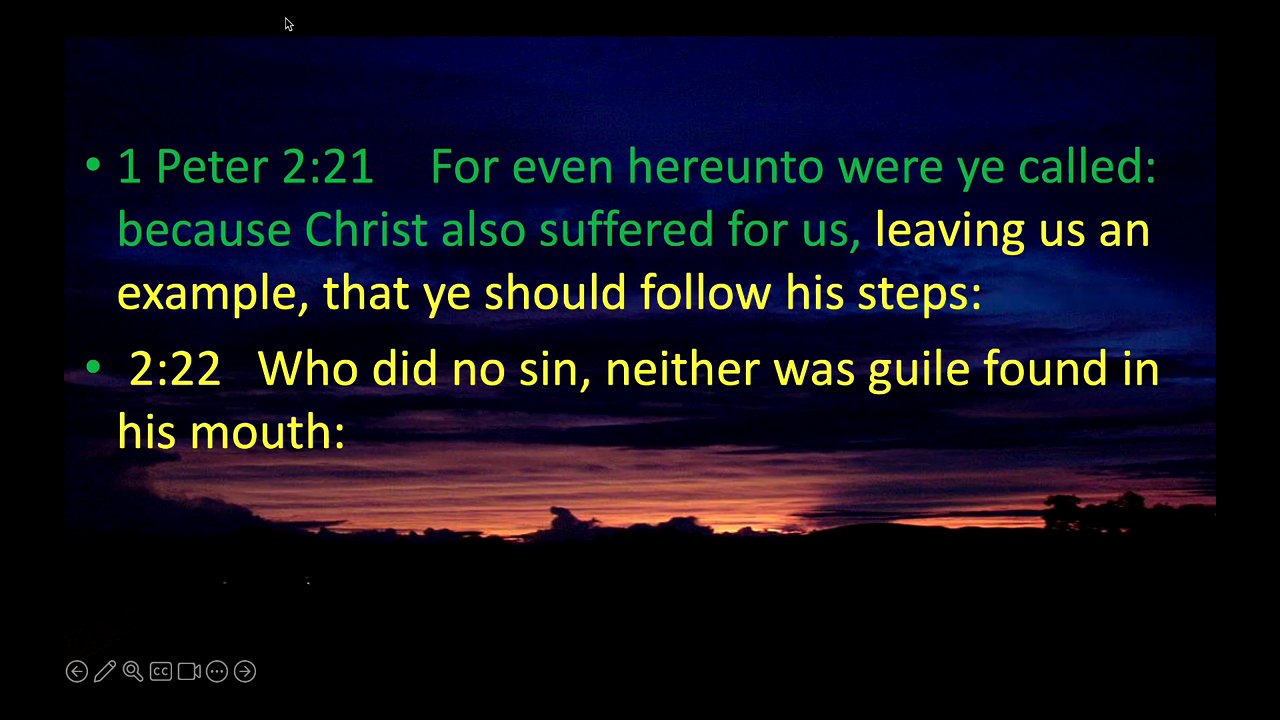 • 1 Peter 2:21 For even hereunto were ye called:
because Christ also suffered for us, leaving us an
example, that ye should follow his steps:
• 2:22 Who did no sin, neither was guile found in
his mouth:
CC